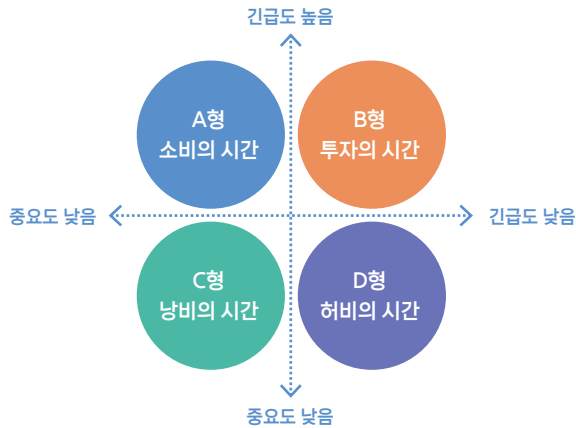 긴급도 높음
A형
소비의 시간
B형
투자의 시간
중요도 낮음
긴급도 낮음
C형
낭비의 시간
D형
허비의 시간
중요도 낮음